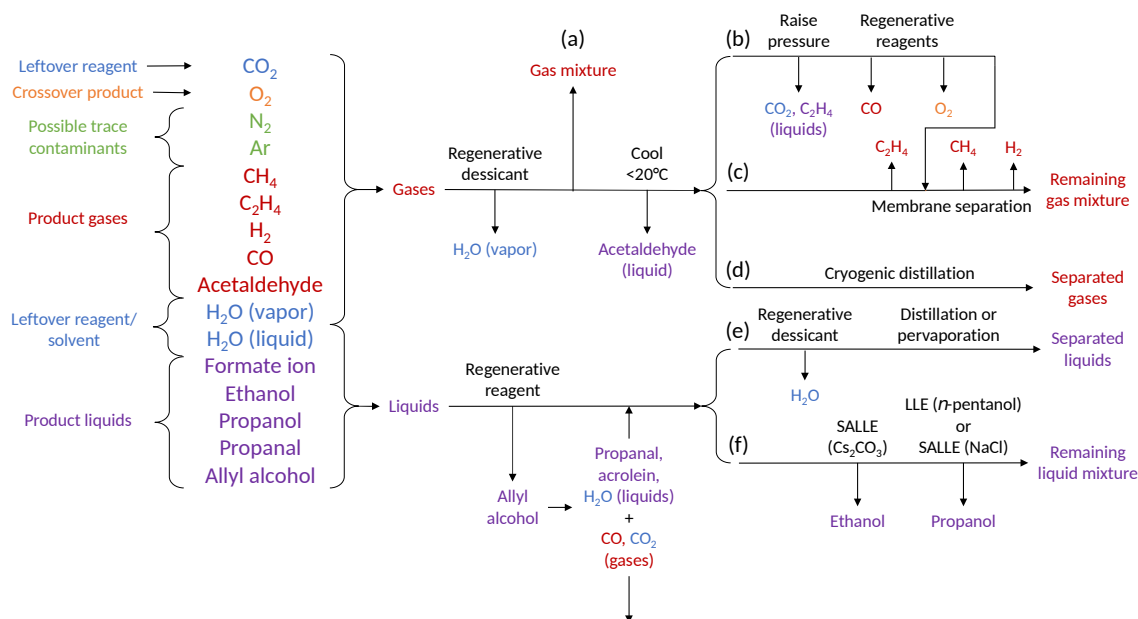 Leftover reagent
Crossover product
Possible trace
contaminants
Product gases
Leftover reagent/
solvent
Product liquids
CO₂
O₂
N₂
Ar
CH₄
C₂H₄
H₂
CO
Acetaldehyde
H₂O (vapor)
H₂O (liquid)
Formate ion
Ethanol
Propanol
Propanal
Allyl alcohol
Gases
Regenerative
dessicant
H₂O (vapor)
(a)
Gas mixture
Cool
<20°C
Acetaldehyde
(liquid)
(b)
Raise
pressure
Regenerative
reagents
CO₂, C₂H₄
(liquids)
CO
O₂
(c)
C₂H₄
CH₄
H₂
Membrane separation
Remaining
gas mixture
(d)
Cryogenic distillation
Separated
gases
Liquids
Regenerative
reagent
Allyl
alcohol
Propanal,
acrolein,
H₂O (liquids)
+
CO, CO₂
(gases)
(e)
Regenerative
dessicant
H₂O
Distillation or
pervaporation
Separated
liquids
(f)
SALLE
(Cs₂CO₃)
Ethanol
LLE (n-pentanol)
or
SALLE (NaCl)
Propanol
Remaining
liquid mixture